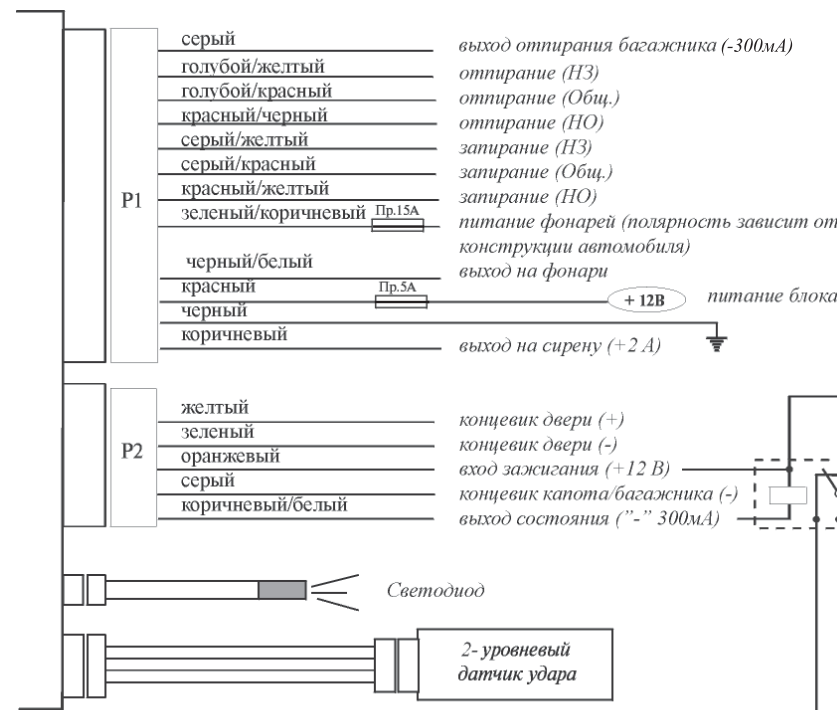 P1
серый выход отпирания багажника (-300мА)
голубой/желтый отпирание (НЗ)
голубой/красный отпирание (Общ.)
красный/черный отпирание (НО)
серый/желтый запирание (НЗ)
серый/красный запирание (Общ.)
красный/желтый запирание (НО)
зеленый/коричневый Пр.15А питание фонарей (полярность зависит от
конструкции автомобиля)
черный/белый выход на фонари
красный Пр.5А + 12В питание блока
черный
коричневый выход на сирену (+2 А)
P2
желтый концевик двери (+)
зеленый концевик двери (-)
оранжевый вход зажигания (+12 В)
серый концевик капота/багажника (-)
коричневый/белый выход состояния ("-" 300мА)
Светодиод
2- уровневый
датчик удара